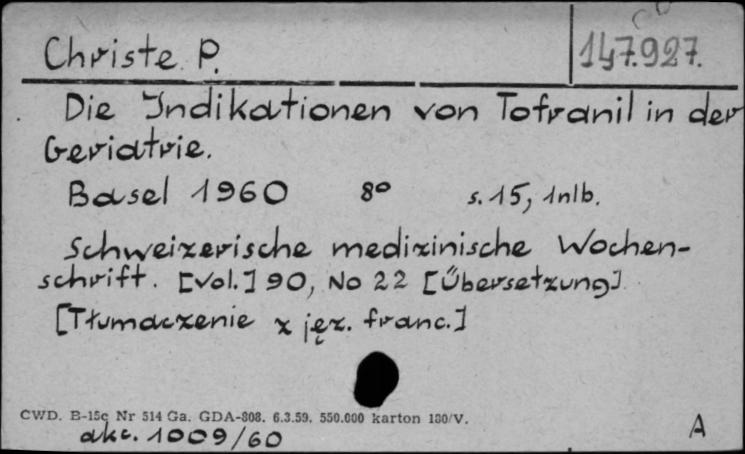 Christe P.
147.927.
Die Indikationen von Tofranil in der
Geriatrie.
Basel 1960 8° s. 15, 1nlb.
Schweizerische medizinische Wochen-
schrift. [Vol.] 90, No 22 [Übersetzung]
[Tłumaczenie z jęz. franc.]
CWD. B-15c Nr 514 Ga. GDA-808. 6.3.59. 550.000 karton 180/V.
akc. 1009/60
A